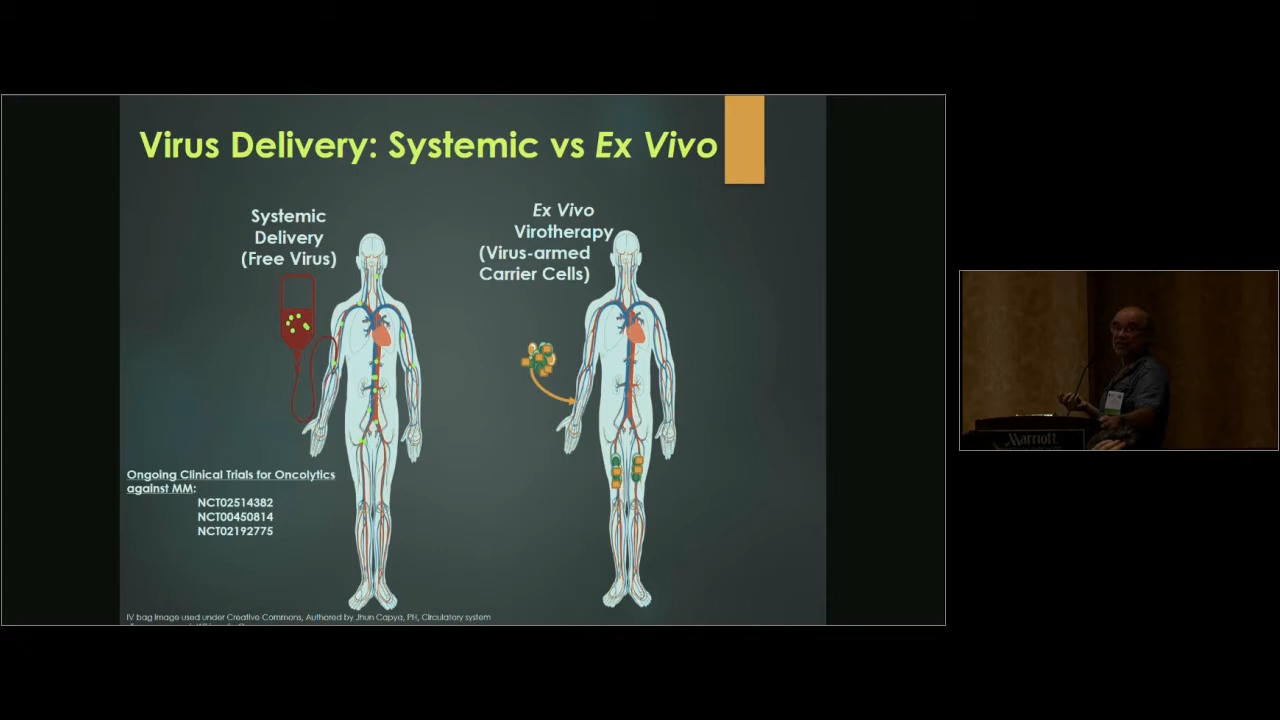 Virus Delivery: Systemic vs Ex Vivo
Systemic
Delivery
(Free Virus)
Ex Vivo
Virotherapy
(Virus-armed
Carrier Cells)
Ongoing Clinical Trials for Oncolytics
against MM:
NCT02514382
NCT00450814
NCT02192775
IV bag Image used under Creative Commons, Authored by Jhun Capya, PH, Circulatory system
Marriott